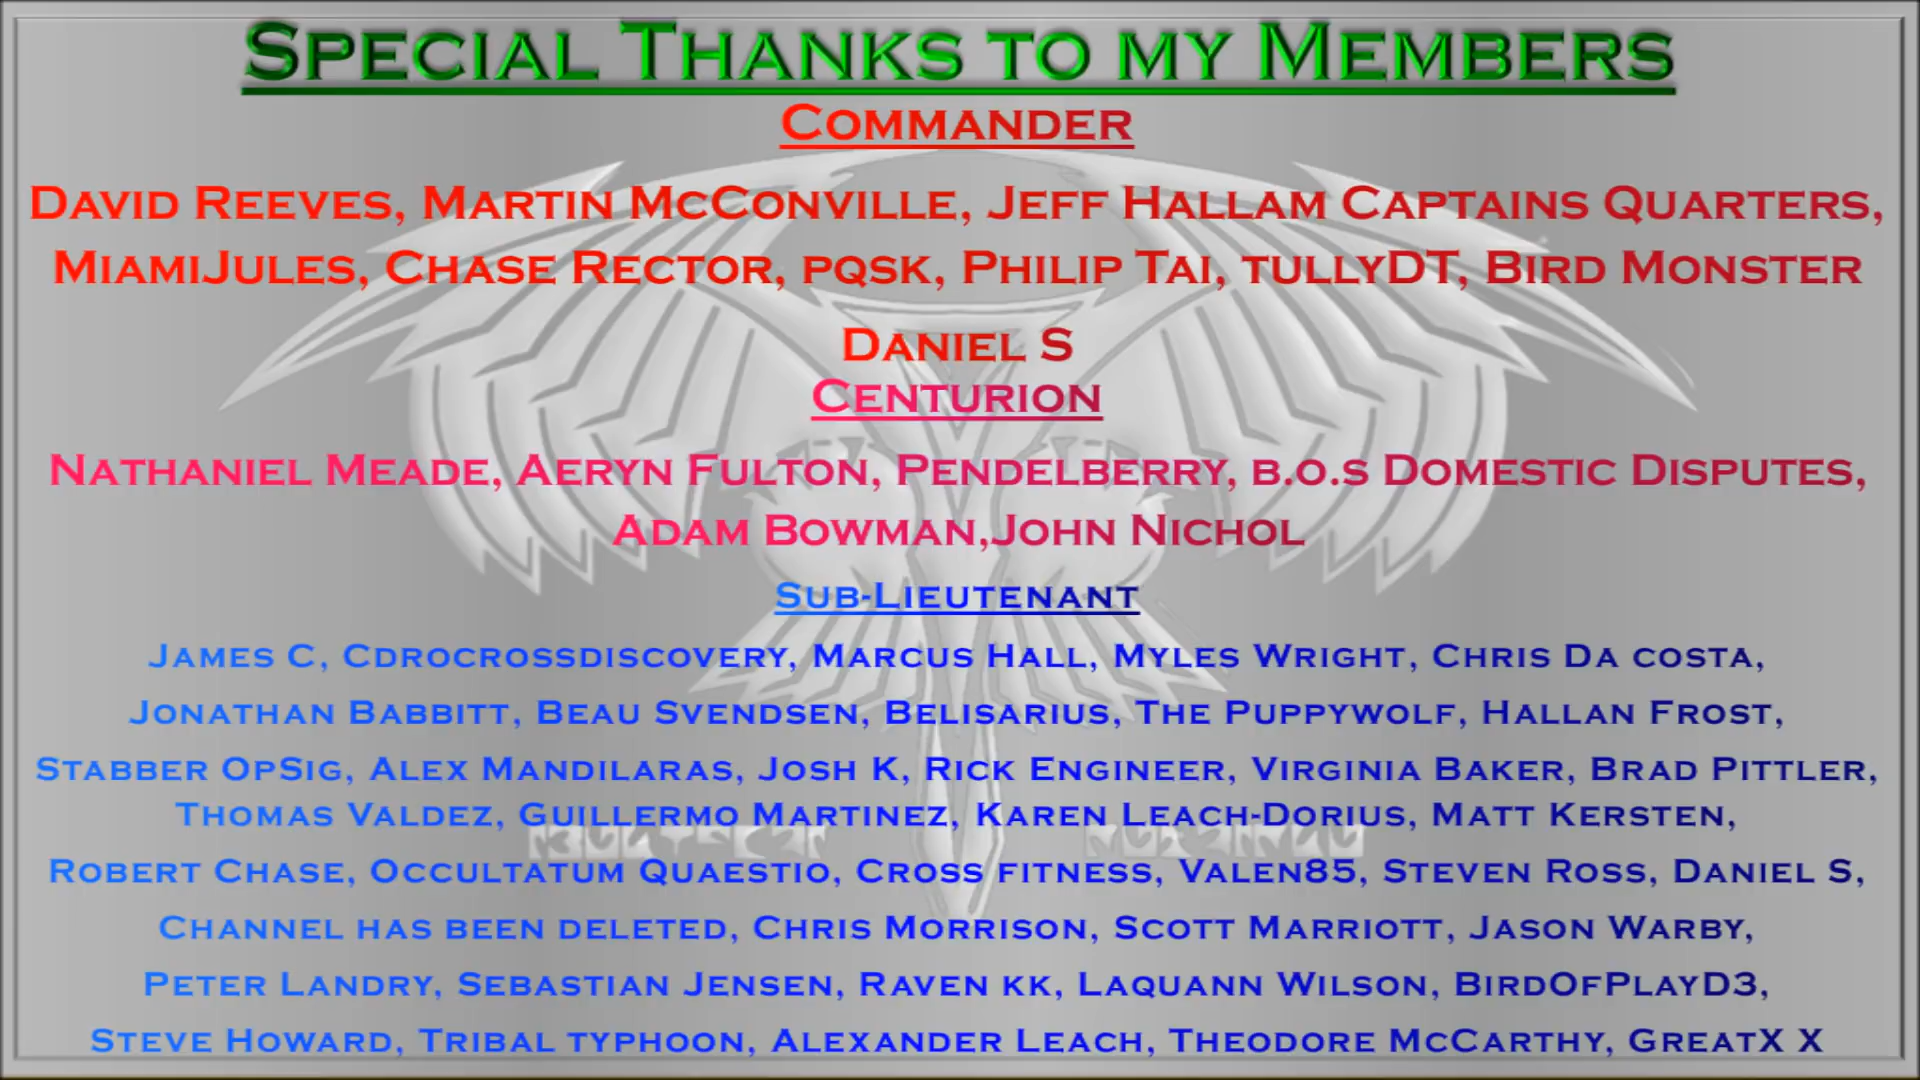 Special Thanks to my Members
Commander
David Reeves, Martin McConville, Jeff Hallam Captains Quarters,
MiamiJules, Chase Rector, pqsk, Philip Tai, tullyDT, Bird Monster
Daniel S
Centurion
Nathaniel Meade, Aeryn Fulton, Pendelberry, b.o.s Domestic Disputes,
Adam Bowman,John Nichol
Sub-Lieutenant
James C, Cdrocrossdiscovery, Marcus Hall, Myles Wright, Chris Da costa,
Jonathan Babbitt, Beau Svendsen, Belisarius, The Puppywolf, Hallan Frost,
Stabber OpSig, Alex Mandilaras, Josh K, Rick Engineer, Virginia Baker, Brad Pittler,
Thomas Valdez, Guillermo Martinez, Karen Leach-Dorius, Matt Kersten,
Robert Chase, Occultatum Quaestio, Cross fitness, Valen85, Steven Ross, Daniel S,
Channel has been deleted, Chris Morrison, Scott Marriott, Jason Warby,
Peter Landry, Sebastian Jensen, Raven kk, Laquann Wilson, BirdOfPlayD3,
Steve Howard, Tribal typhoon, Alexander Leach, Theodore McCarthy, GreatX X